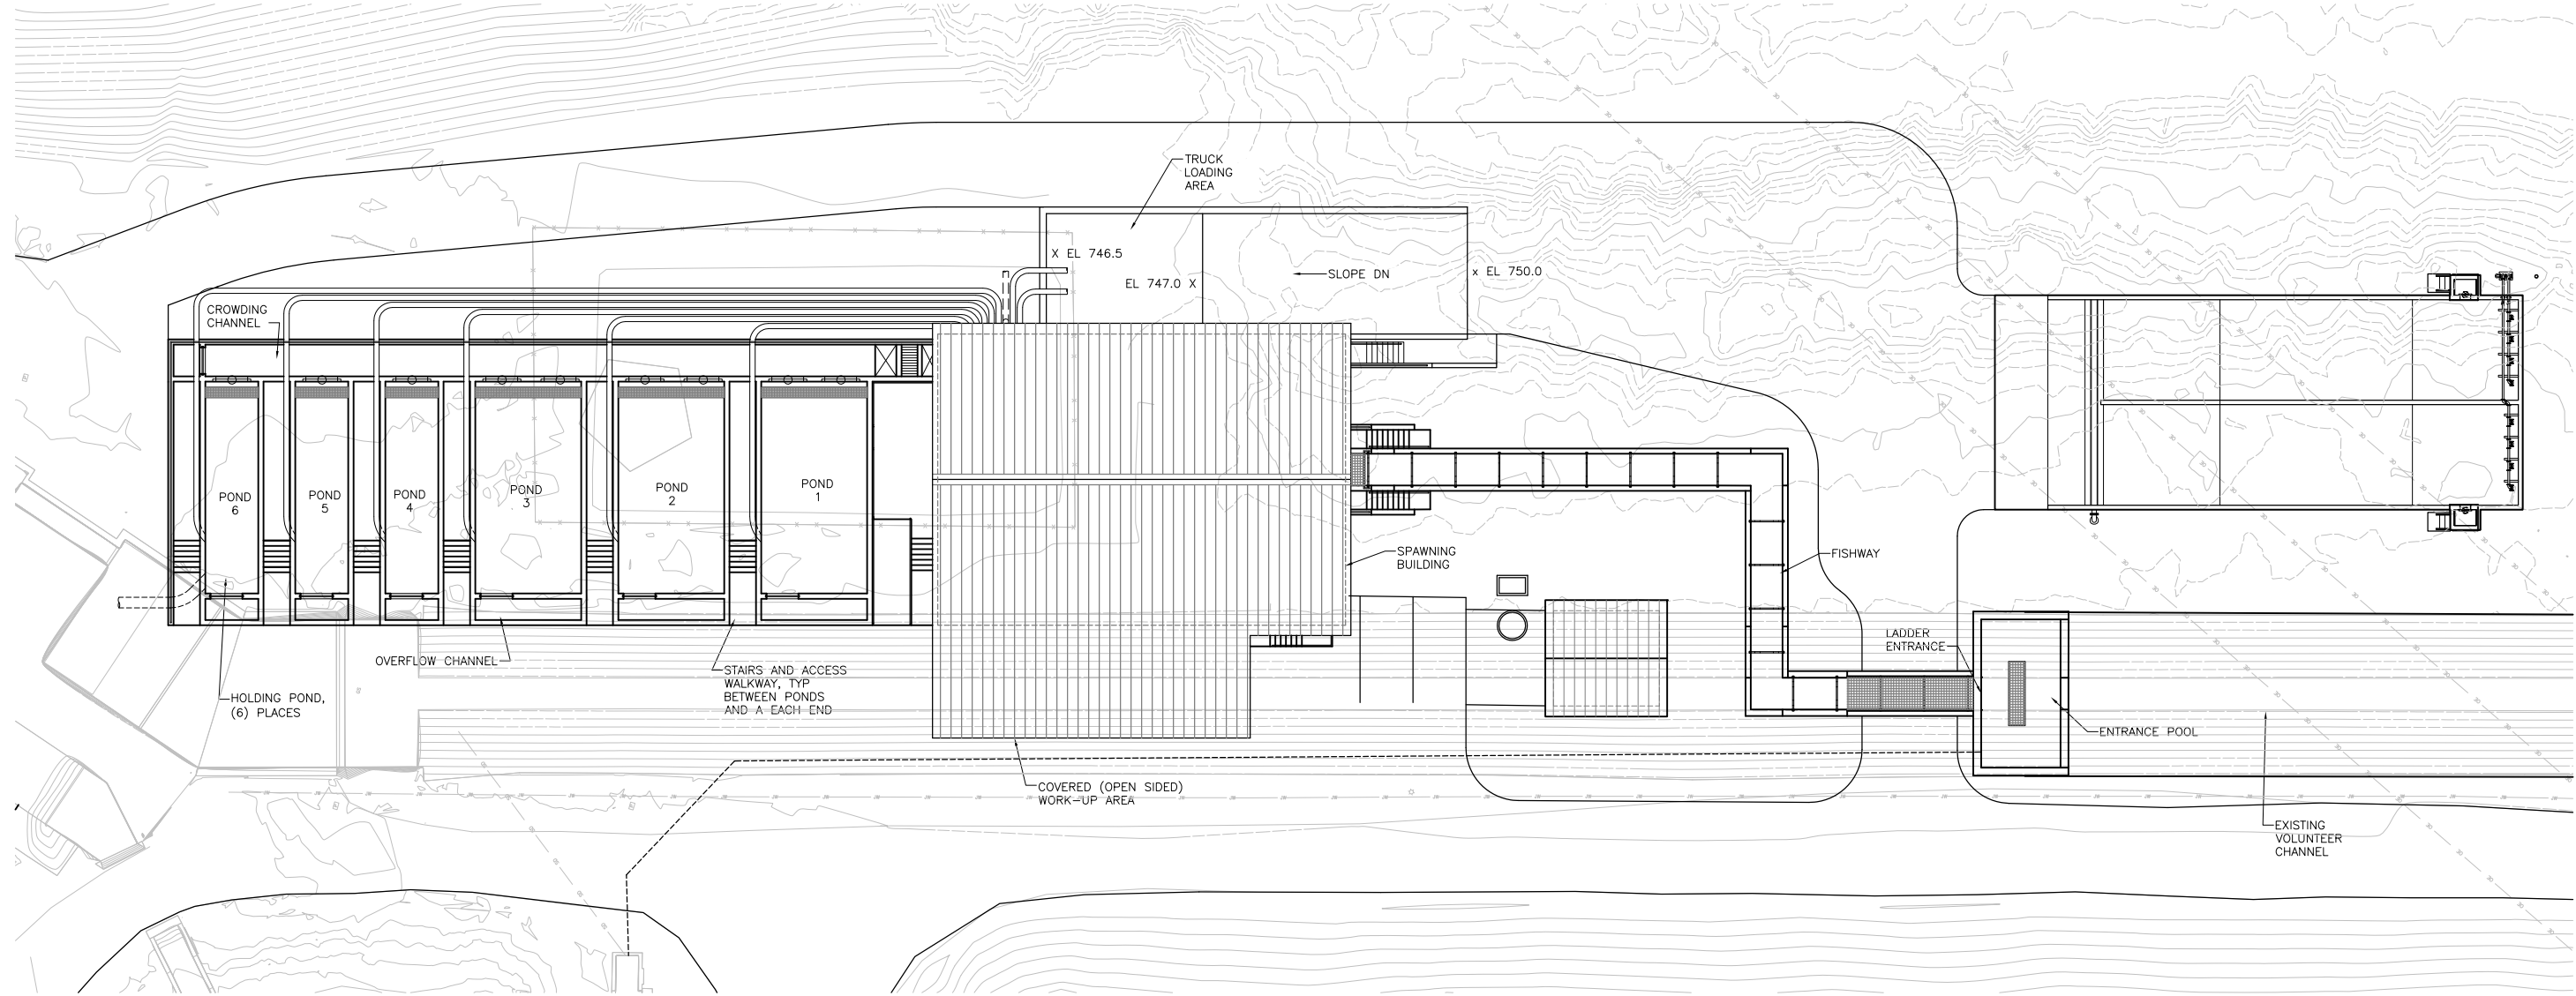 TRUCK
LOADING
AREA
X EL 746.5
EL 747.0 X
SLOPE DN
x EL 750.0
CROWDING
CHANNEL
POND
6
POND
5
POND
4
POND
3
POND
2
POND
1
SPAWNING
BUILDING
FISHWAY
LADDER
ENTRANCE
OVERFLOW CHANNEL
STAIRS AND ACCESS
WALKWAY, TYP
BETWEEN PONDS
AND A EACH END
HOLDING POND,
(6) PLACES
ENTRANCE POOL
COVERED (OPEN SIDED)
WORK-UP AREA
EXISTING
VOLUNTEER
CHANNEL